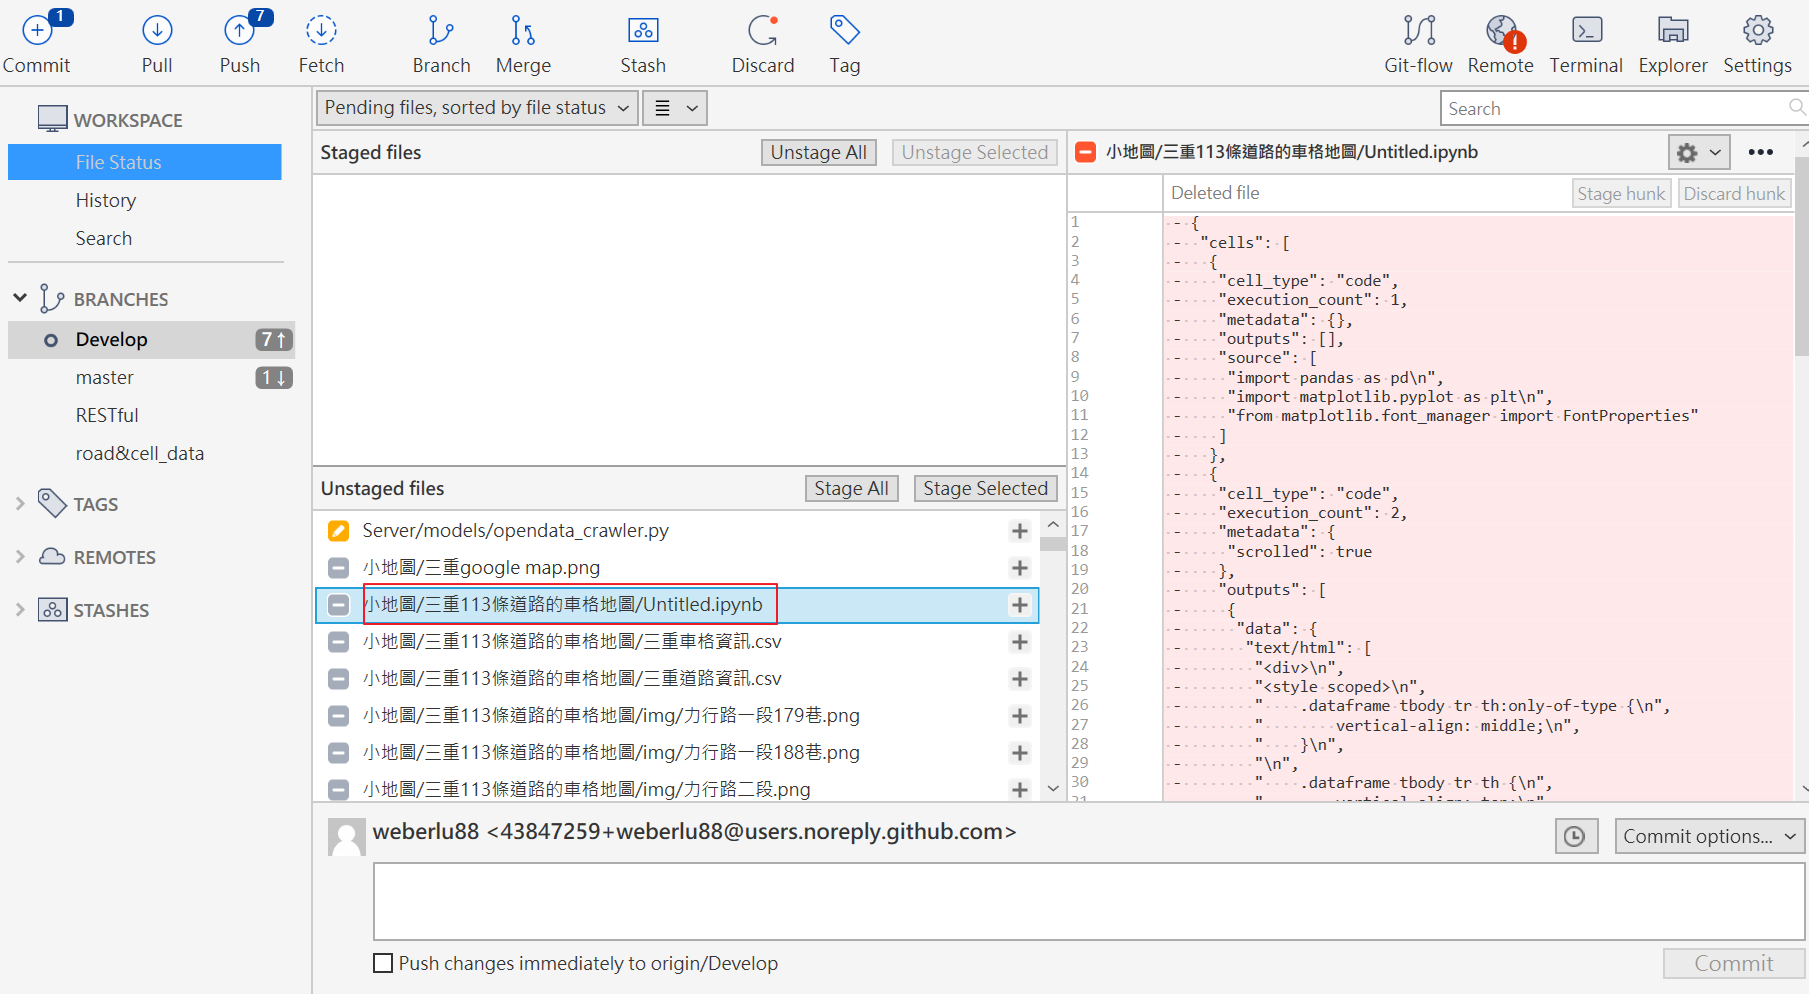 1
7
Commit Pull Push Fetch Branch Merge Stash Discard Tag Git-flow Remote Terminal Explorer Settings
WORKSPACE
File Status
History
Search
BRANCHES
Develop 7↑
master 1↓
RESTful
road&cell_data
TAGS
REMOTES
STASHES
Pending files, sorted by file status
Search
Staged files Unstage All Unstage Selected
Unstaged files Stage All Stage Selected
Server/models/opendata_crawler.py
小地圖/三重google map.png
小地圖/三重113條道路的車格地圖/Untitled.ipynb
小地圖/三重113條道路的車格地圖/三重車格資訊.csv
小地圖/三重113條道路的車格地圖/三重道路資訊.csv
小地圖/三重113條道路的車格地圖/img/力行路一段179巷.png
小地圖/三重113條道路的車格地圖/img/力行路一段188巷.png
小地圖/三重113條道路的車格地圖/img/力行路二段.png
小地圖/三重113條道路的車格地圖/Untitled.ipynb
Deleted file Stage hunk Discard hunk
1 - {
2 - "cells": [
3 - {
4 - "cell_type": "code",
5 - "execution_count": 1,
6 - "metadata": {},
7 - "outputs": [],
8 - "source": [
9 - "import pandas as pd\n",
10 - "import matplotlib.pyplot as plt\n",
11 - "from matplotlib.font_manager import FontProperties"
12 - ]
13 - },
14 - {
15 - "cell_type": "code",
16 - "execution_count": 2,
17 - "metadata": {
18 - "scrolled": true
19 - },
20 - "outputs": [
21 - {
22 - "data": {
23 - "text/html": [
24 - "<div>\n",
25 - "<style scoped>\n",
26 - " .dataframe tbody tr th:only-of-type {\n",
27 - " vertical-align: middle;\n",
28 - " }\n",
29 - "\n",
30 - " .dataframe tbody tr th {\n",
31 - " vertical-align: top;\n"
weberlu88 <43847259+weberlu88@users.noreply.github.com>
Commit options...
Push changes immediately to origin/Develop
Commit